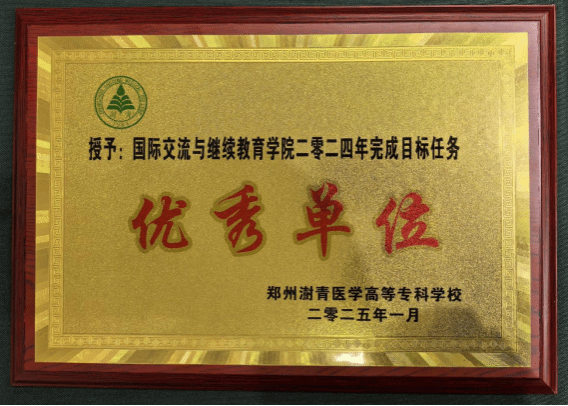 授予：国际交流与继续教育学院二零二四年完成目标任务
优秀单位
郑州澍青医学高等专科学校
二零二五年一月